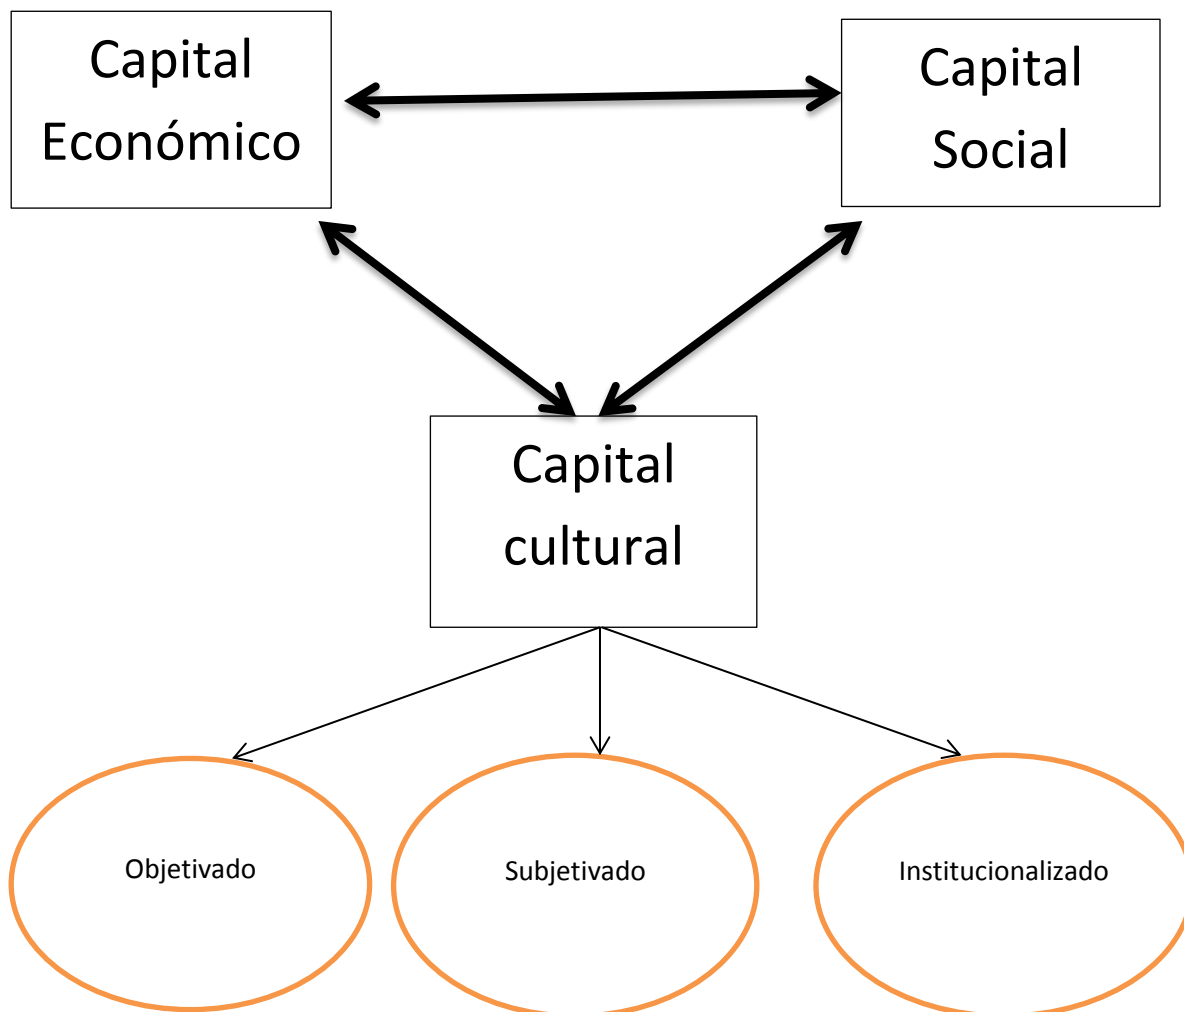 Capital
Económico
Capital
Social
Capital
cultural
Objetivado
Subjetivado
Institucionalizado